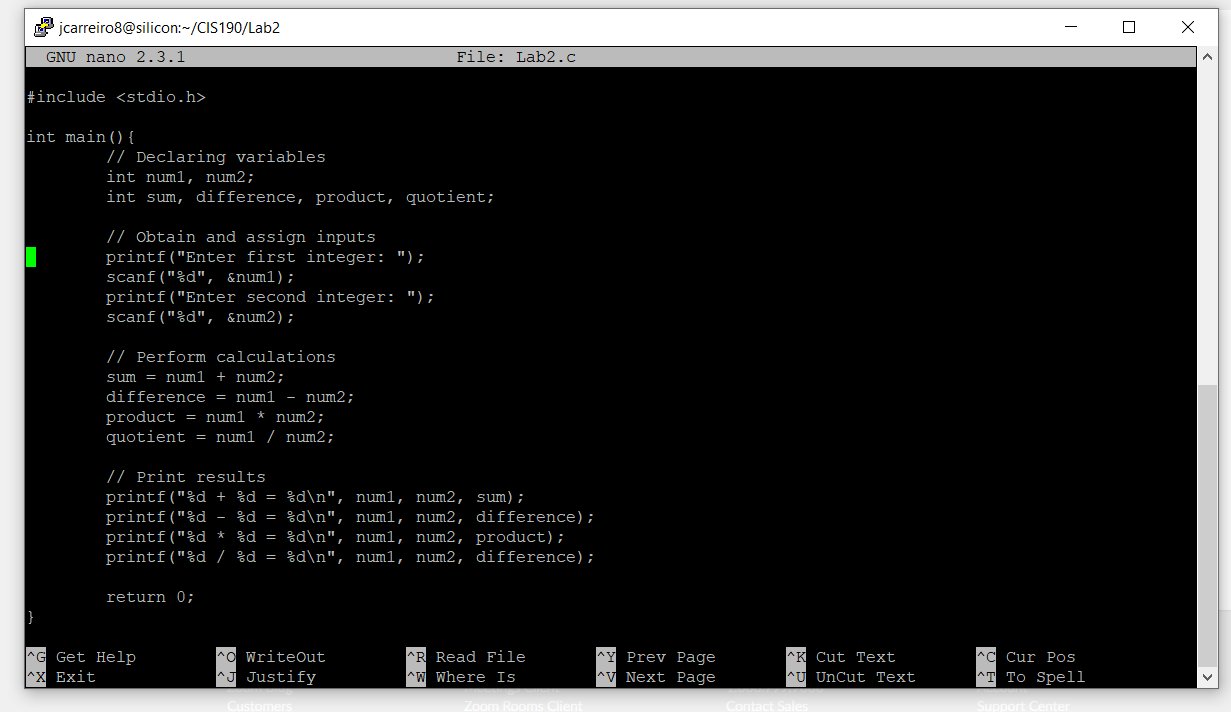 jcarreiro8@silicon:~/CIS190/Lab2
GNU nano 2.3.1 File: Lab2.c
#include <stdio.h>
int main(){
// Declaring variables
int num1, num2;
int sum, difference, product, quotient;
// Obtain and assign inputs
printf("Enter first integer: ");
scanf("%d", &num1);
printf("Enter second integer: ");
scanf("%d", &num2);
// Perform calculations
sum = num1 + num2;
difference = num1 - num2;
product = num1 * num2;
quotient = num1 / num2;
// Print results
printf("%d + %d = %d\n", num1, num2, sum);
printf("%d - %d = %d\n", num1, num2, difference);
printf("%d * %d = %d\n", num1, num2, product);
printf("%d / %d = %d\n", num1, num2, difference);
return 0;
}
^G Get Help ^O WriteOut ^R Read File ^Y Prev Page ^K Cut Text ^C Cur Pos
^X Exit ^J Justify ^W Where Is ^V Next Page ^U UnCut Text ^T To Spell
Customers Zoom Rooms Client Contact Sales Support Center